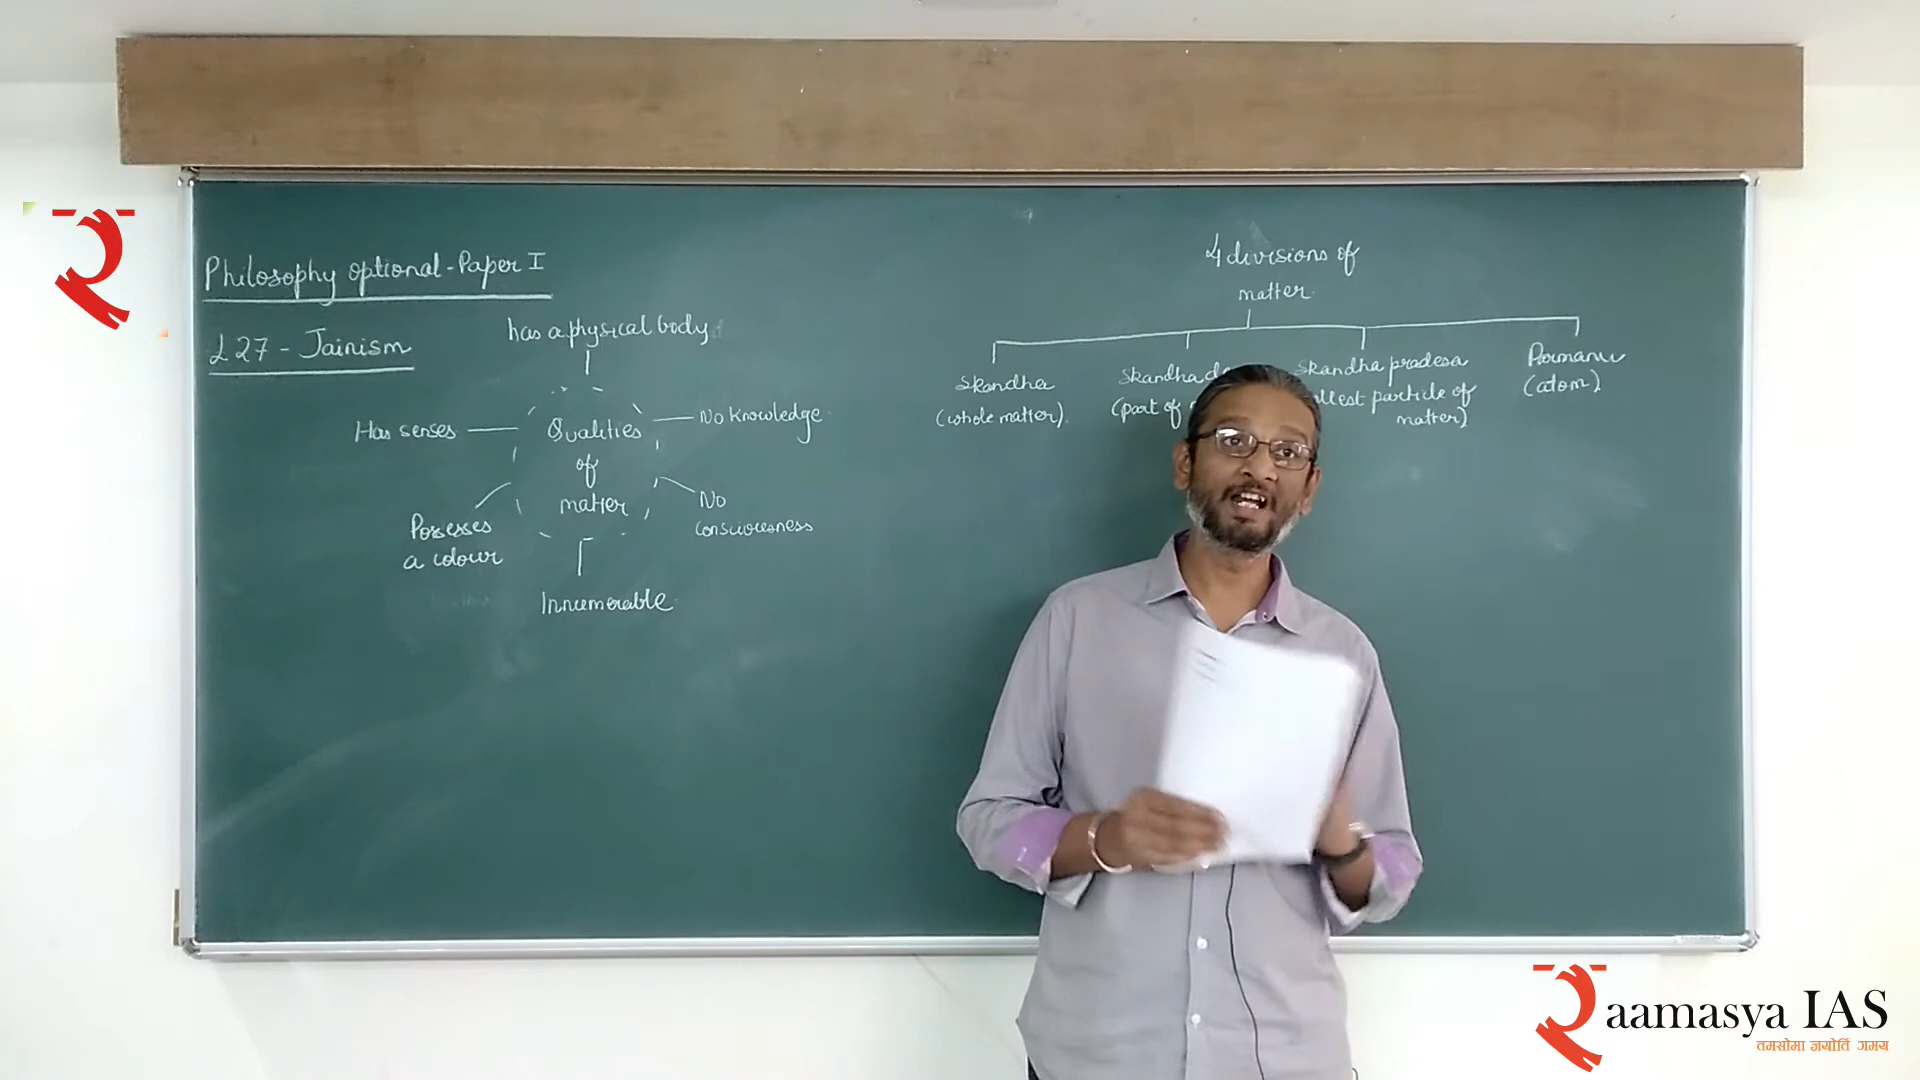 Philosophy optional - Paper I
L 27 - Jainism
has a physical body
Has senses
Qualities
of
matter
No knowledge
No
consciousness
Possesses
a colour
Innumerable
4 divisions of
matter
Skandha
(whole matter)
Skandha
(part of
Skandha pradesa
particle of
matter)
Parmanu
(atom)
aamasya IAS
तमसोमा ज्योर्ति गमय